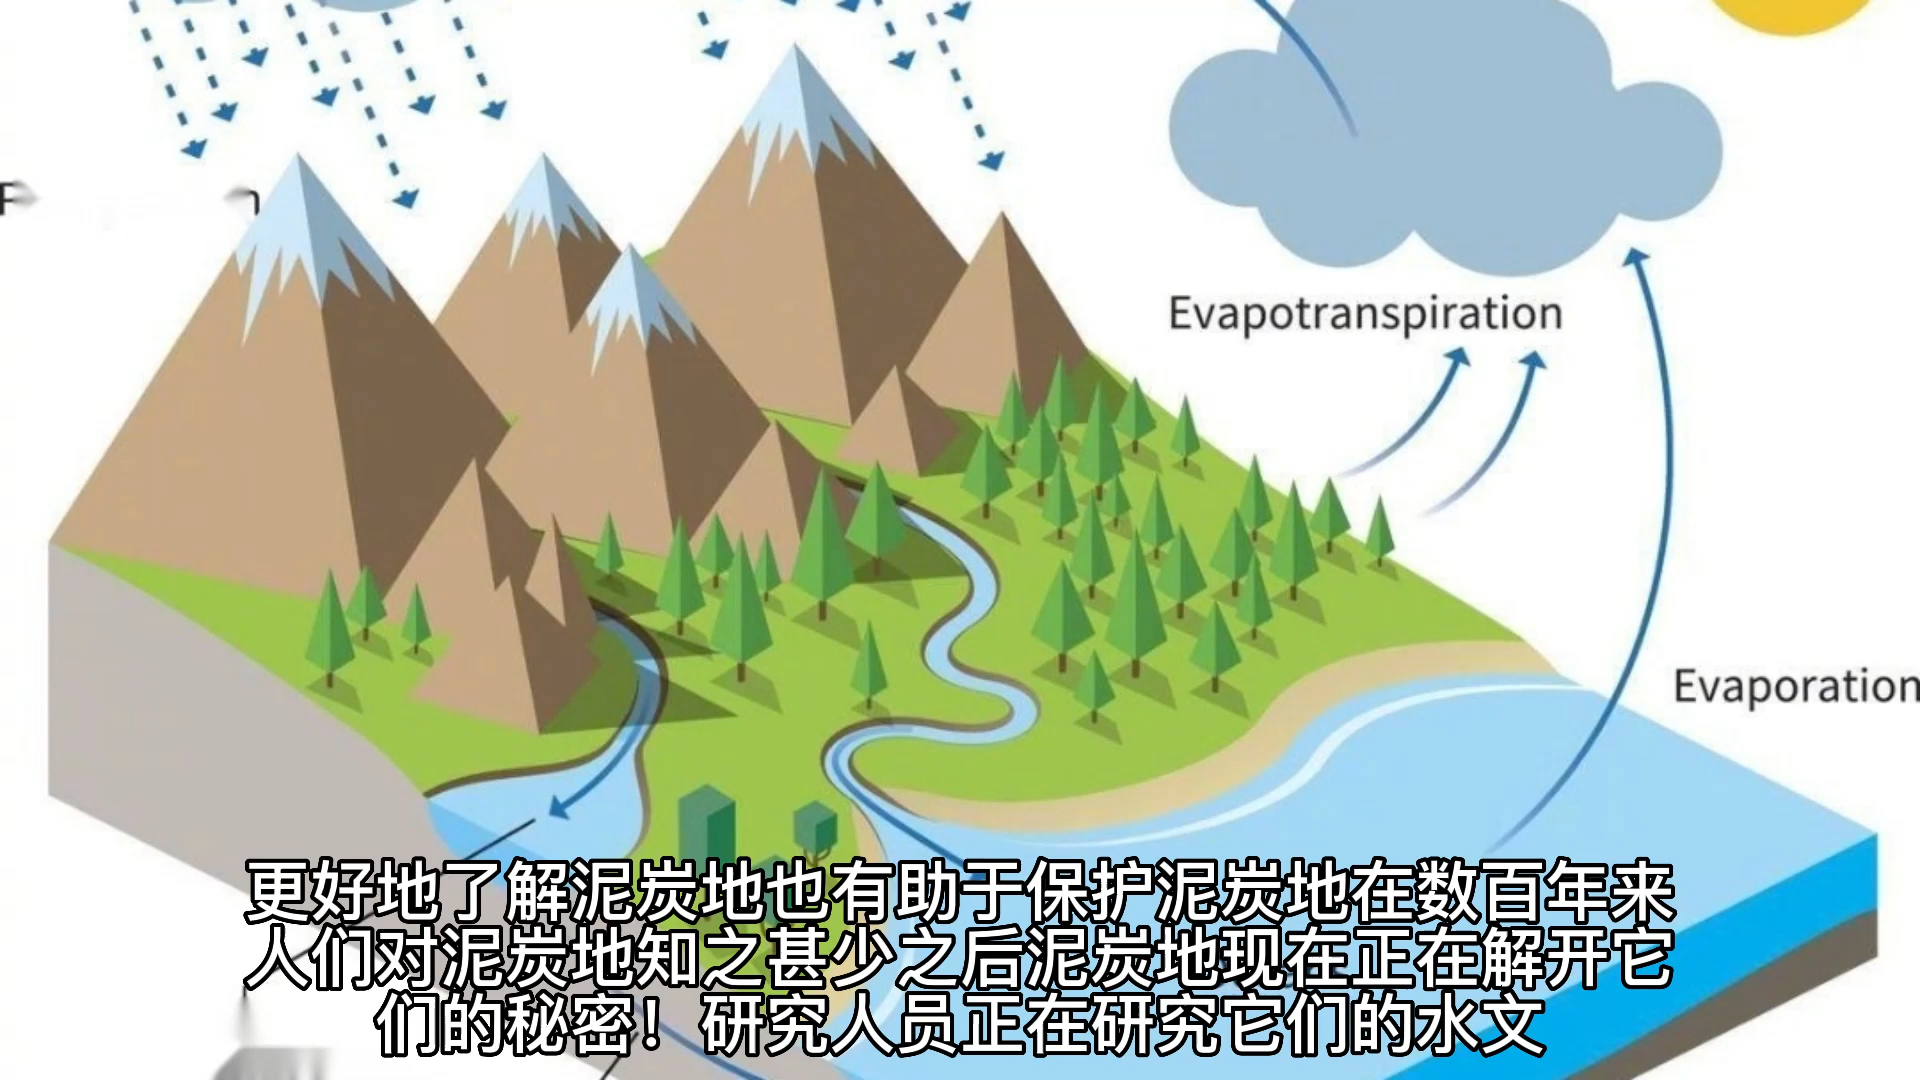 Evapotranspiration
Evaporation
更好地了解泥炭地也有助于保护泥炭地在数百年来
人们对泥炭地知之甚少之后泥炭地现在正在解开它
们的秘密！研究人员正在研究它们的水文